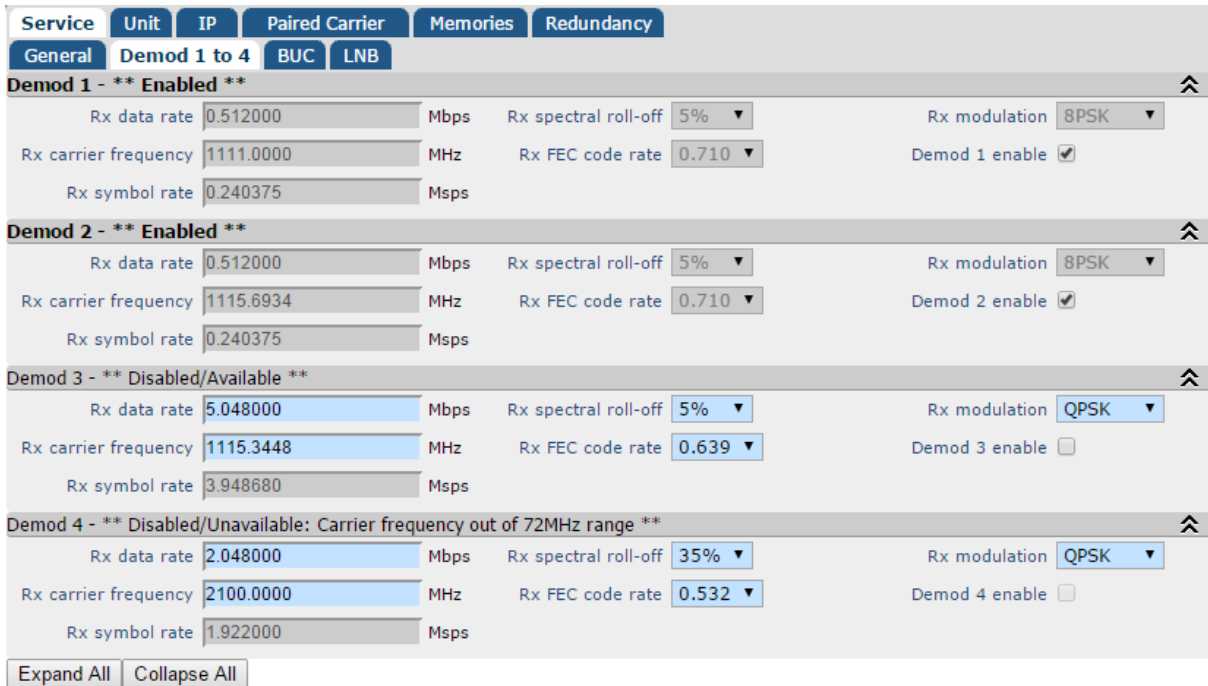 Service Unit IP Paired Carrier Memories Redundancy
General Demod 1 to 4 BUC LNB
Demod 1 - ** Enabled **
Rx data rate 0.512000 Mbps Rx spectral roll-off 5% Rx modulation 8PSK
Rx carrier frequency 1111.0000 MHz Rx FEC code rate 0.710 Demod 1 enable
Rx symbol rate 0.240375 Msps
Demod 2 - ** Enabled **
Rx data rate 0.512000 Mbps Rx spectral roll-off 5% Rx modulation 8PSK
Rx carrier frequency 1115.6934 MHz Rx FEC code rate 0.710 Demod 2 enable
Rx symbol rate 0.240375 Msps
Demod 3 - ** Disabled/Available **
Rx data rate 5.048000 Mbps Rx spectral roll-off 5% Rx modulation QPSK
Rx carrier frequency 1115.3448 MHz Rx FEC code rate 0.639 Demod 3 enable
Rx symbol rate 3.948680 Msps
Demod 4 - ** Disabled/Unavailable: Carrier frequency out of 72MHz range **
Rx data rate 2.048000 Mbps Rx spectral roll-off 35% Rx modulation QPSK
Rx carrier frequency 2100.0000 MHz Rx FEC code rate 0.532 Demod 4 enable
Rx symbol rate 1.922000 Msps
Expand All Collapse All